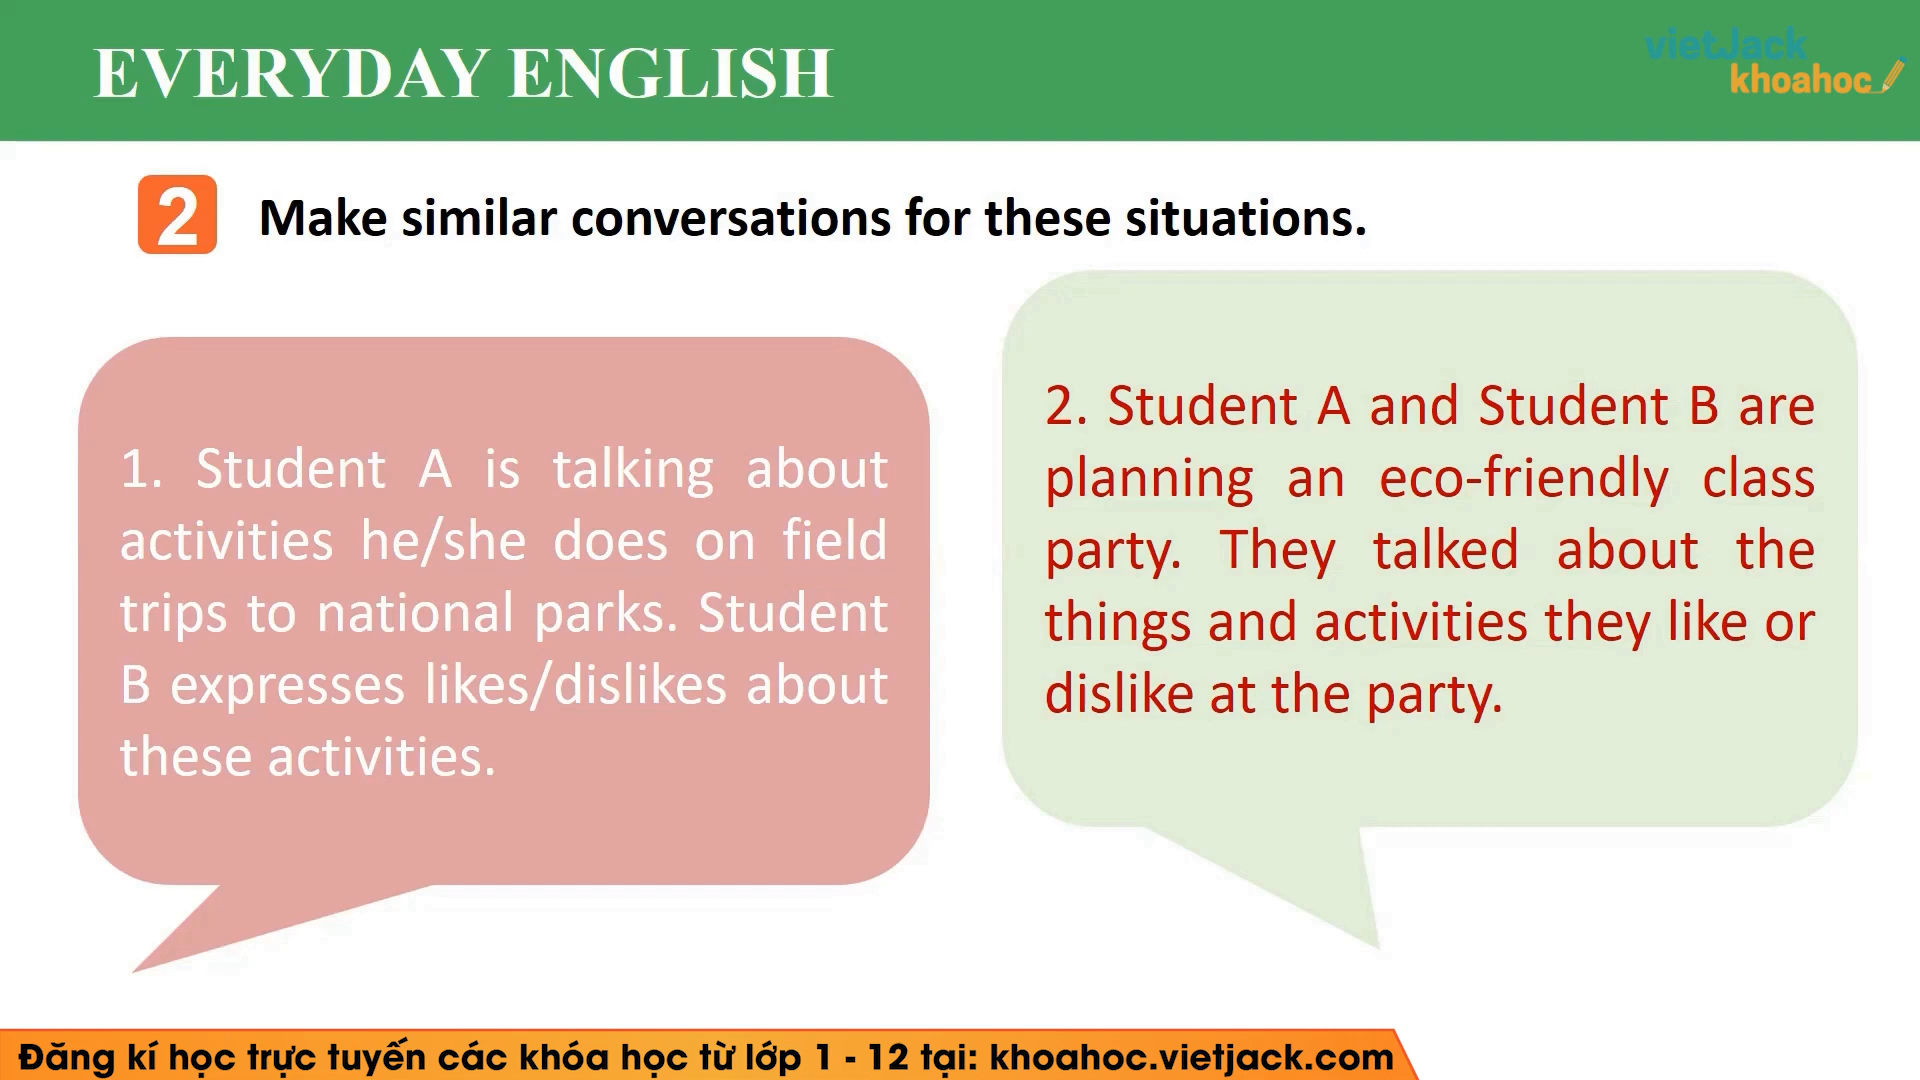 EVERYDAY ENGLISH
vietJack
khoahoc
2 Make similar conversations for these situations.
1. Student A is talking about
activities he/she does on field
trips to national parks. Student
B expresses likes/dislikes about
these activities.
2. Student A and Student B are
planning an eco-friendly class
party. They talked about the
things and activities they like or
dislike at the party.
Đăng kí học trực tuyến các khóa học từ lớp 1 - 12 tại: khoahoc.vietjack.com